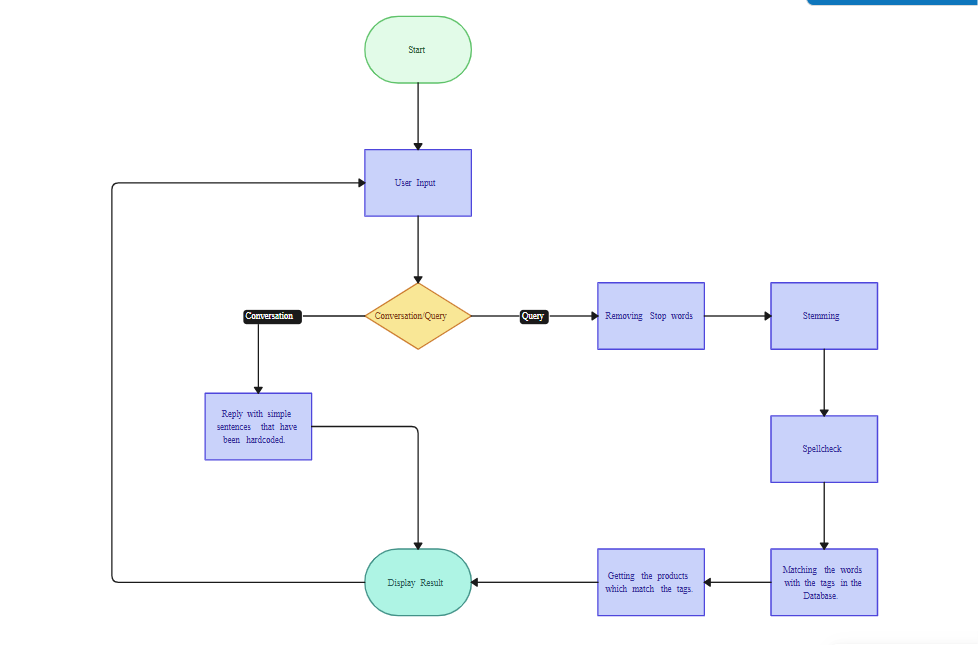 Start
User Input
Conversation
Conversation/Query
Query
Removing Stop words
Stemming
Reply with simple
sentences that have
been hardcoded.
Spellcheck
Display Result
Getting the products
which match the tags.
Matching the words
with the tags in the
Database.